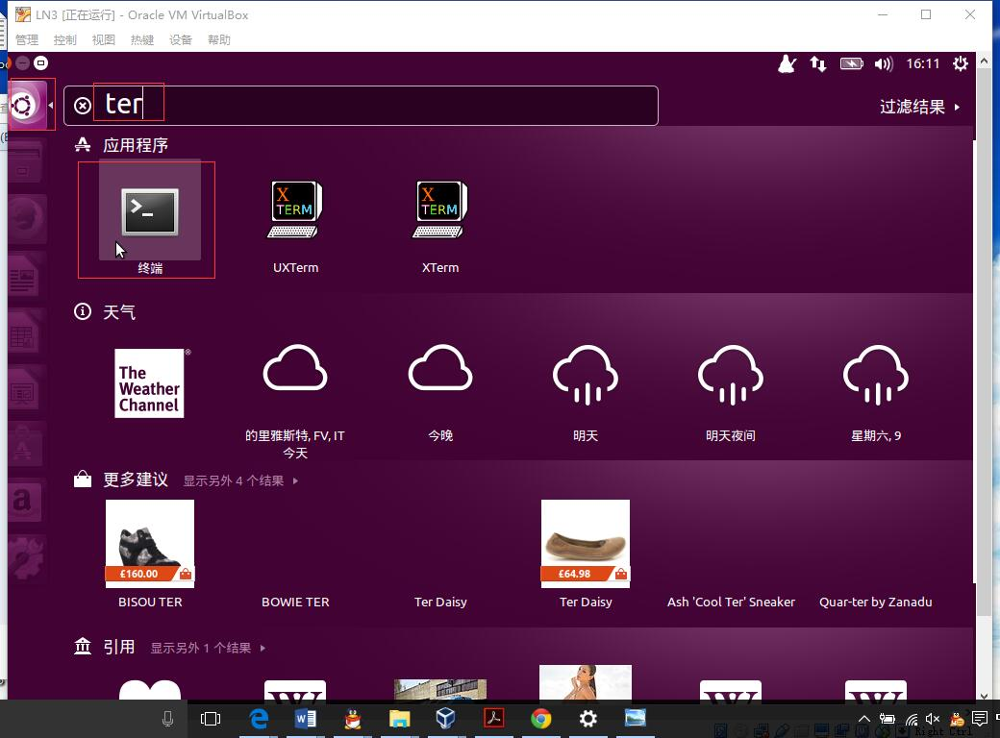 LN3 [正在运行] - Oracle VM VirtualBox
管理 控制 视图 热键 设备 帮助
16:11
ter
过滤结果
应用程序
X TERM
X TERM
终端 UXTerm XTerm
天气
The
Weather
Channel
的里雅斯特, FV, IT 今晚 明天 明天夜间 星期六, 9
今天
更多建议 显示另外 4 个结果
£160.00 £64.98
BISOU TER BOWIE TER Ter Daisy Ter Daisy Ash 'Cool Ter' Sneaker Quar-ter by Zanadu
引用 显示另外 1 个结果
Right Ctrl